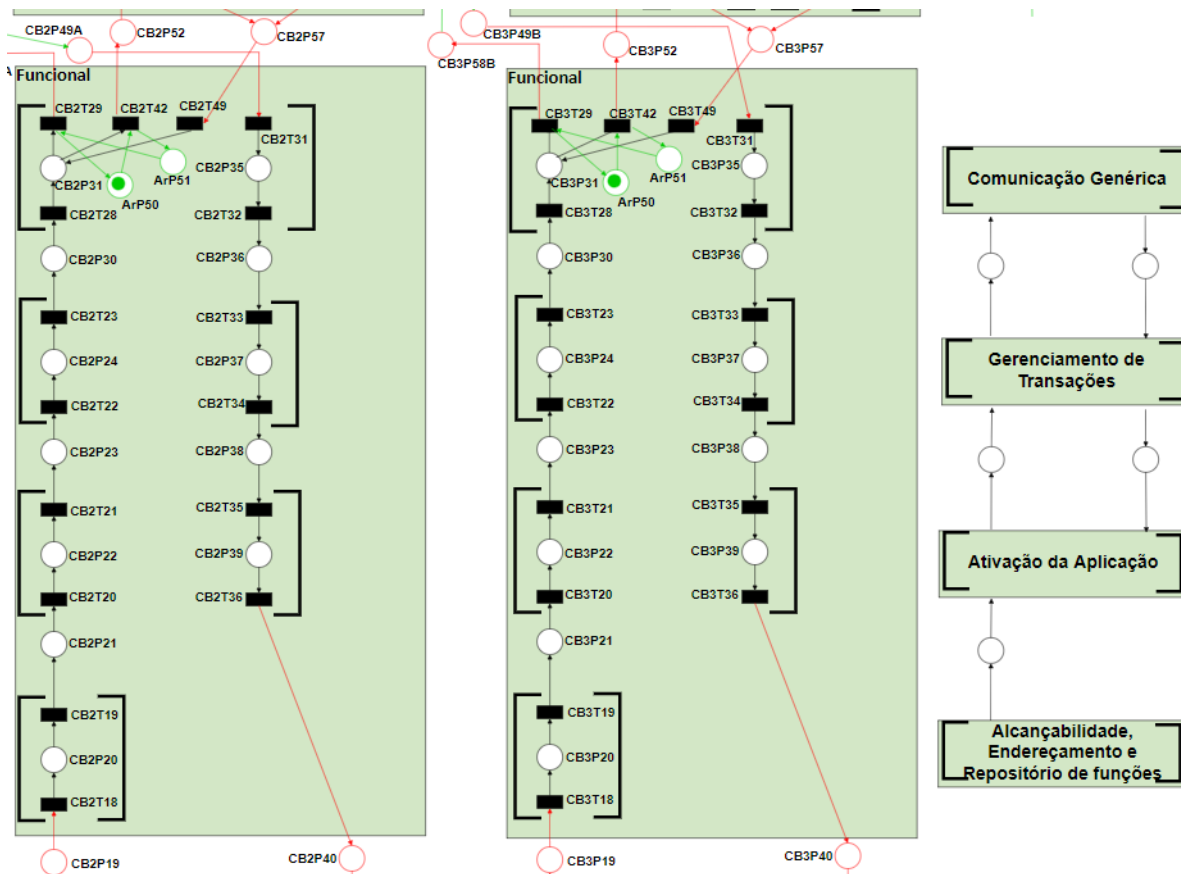 CB2P49A
CB2P52
CB2P57
A
Funcional
CB2T29
CB2T42
CB2T49
CB2T31
CB2P31
ArP51
CB2P35
ArP50
CB2T28
CB2T32
CB2P30
CB2P36
CB2T23
CB2T33
CB2P24
CB2P37
CB2T22
CB2T34
CB2P23
CB2P38
CB2T21
CB2T35
CB2P22
CB2P39
CB2T20
CB2T36
CB2P21
CB2T19
CB2P20
CB2T18
CB2P19
CB2P40
CB3P49B
CB3P58B
CB3P52
CB3P57
Funcional
CB3T29
CB3T42
CB3T49
CB3T31
CB3P31
ArP51
CB3P35
ArP50
CB3T28
CB3T32
CB3P30
CB3P36
CB3T23
CB3T33
CB3P24
CB3P37
CB3T22
CB3T34
CB3P23
CB3P38
CB3T21
CB3T35
CB3P22
CB3P39
CB3T20
CB3T36
CB3P21
CB3T19
CB3P20
CB3T18
CB3P19
CB3P40
Comunicação Genérica
Gerenciamento de
Transações
Ativação da Aplicação
Alcançabilidade,
Endereçamento e
Repositório de funções